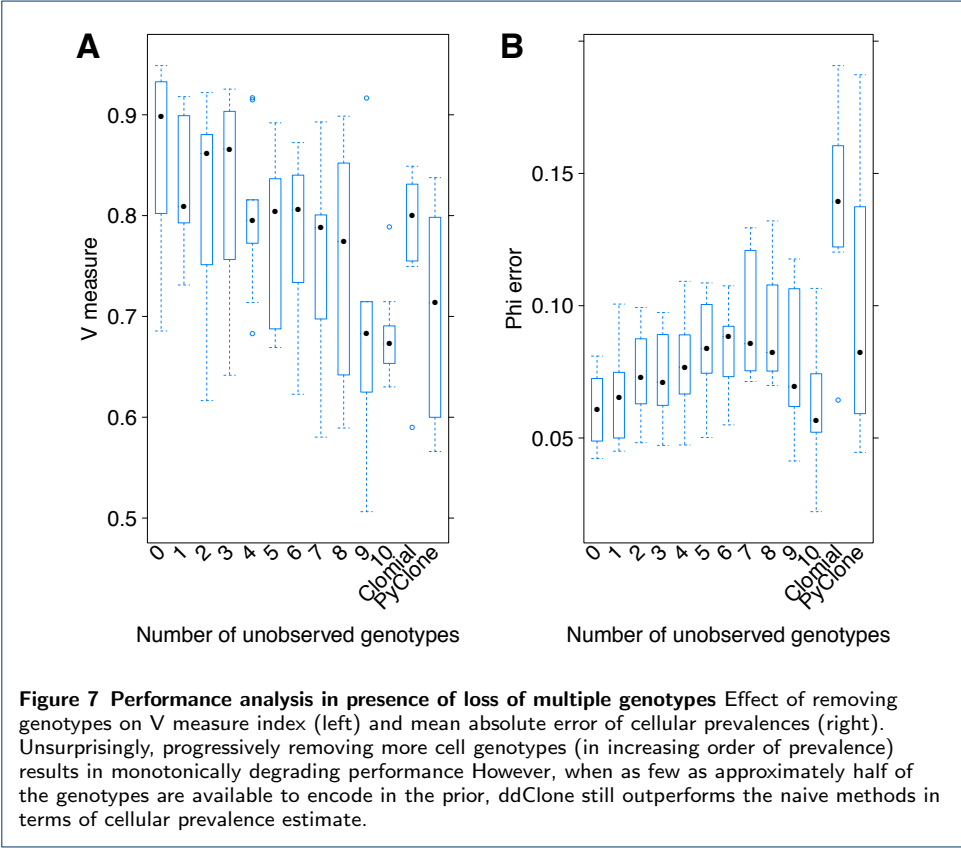 A
B
V measure
0.9
0.8
0.7
0.6
0.5
0 1 2 3 4 5 6 7 8 9 10 Clomial PyClone
Number of unobserved genotypes
Phi error
0.15
0.10
0.05
0 1 2 3 4 5 6 7 8 9 10 Clomial PyClone
Number of unobserved genotypes
Figure 7 Performance analysis in presence of loss of multiple genotypes Effect of removing
genotypes on V measure index (left) and mean absolute error of cellular prevalences (right).
Unsurprisingly, progressively removing more cell genotypes (in increasing order of prevalence)
results in monotonically degrading performance However, when as few as approximately half of
the genotypes are available to encode in the prior, ddClone still outperforms the naive methods in
terms of cellular prevalence estimate.